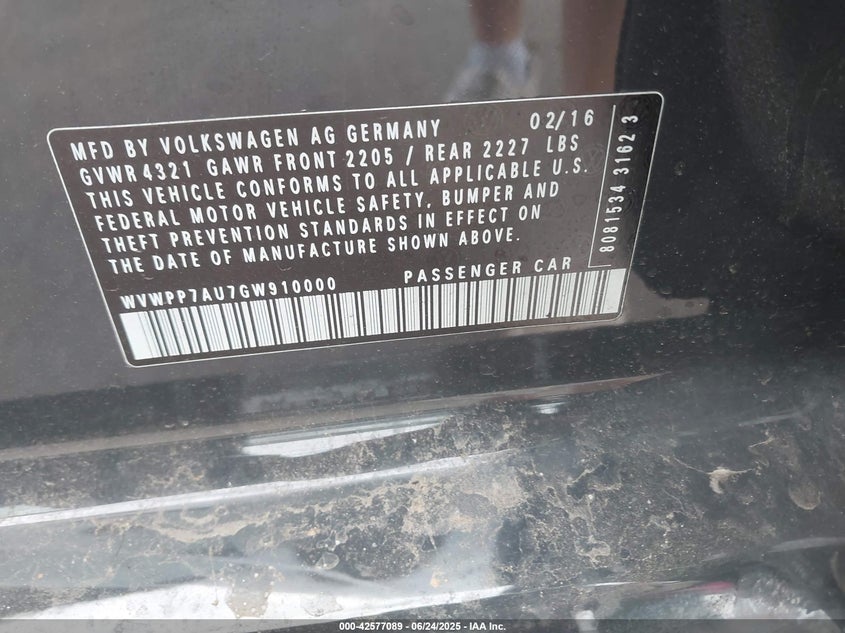 MFD BY VOLKSWAGEN AG GERMANY 02/16
GVWR 4321 GAWR FRONT 2205 / REAR 2227 LBS
THIS VEHICLE CONFORMS TO ALL APPLICABLE U.S.
FEDERAL MOTOR VEHICLE SAFETY, BUMPER AND
THEFT PREVENTION STANDARDS IN EFFECT ON
THE DATE OF MANUFACTURE SHOWN ABOVE.
WVWPP7AU7GW910000 PASSENGER CAR
8081534 3162 3
000-42577089 - 06/24/2025 - IAA Inc.